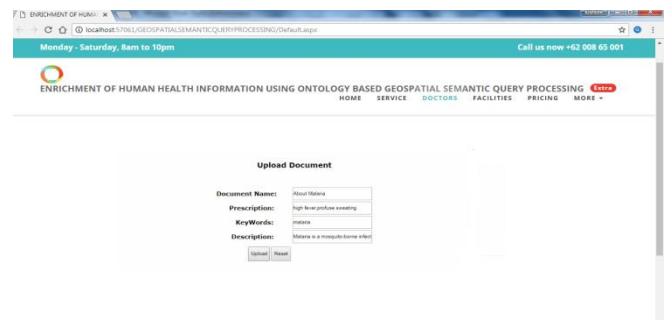 ENRICHMENT OF HUMA
localhost:57061/GEOSPATIALSEMANTICQUERYPROCESSING/Default.aspx
Monday - Saturday, 8am to 10pm
Call us now +62 008 65 001
ENRICHMENT OF HUMAN HEALTH INFORMATION USING ONTOLOGY BASED GEOSPATIAL SEMANTIC QUERY PROCESSING Extra
HOME SERVICE DOCTORS FACILITIES PRICING MORE
Upload Document
Document Name: About Malaria
Prescription: high fever,profuse sweating
KeyWords: malaria
Description: Malaria is a mosquito-borne infect
Upload Reset